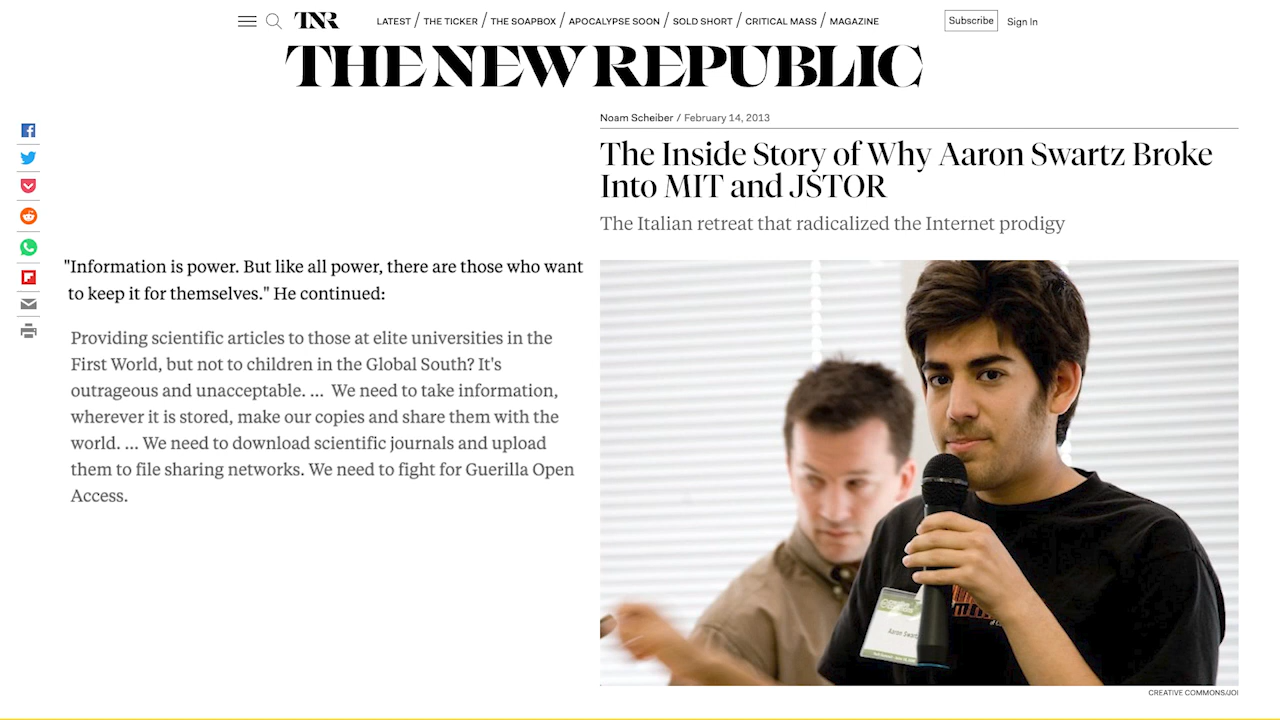 TNR
LATEST / THE TICKER / THE SOAPBOX / APOCALYPSE SOON / SOLD SHORT / CRITICAL MASS / MAGAZINE
Subscribe
Sign In
THE NEW REPUBLIC
Noam Scheiber / February 14, 2013
The Inside Story of Why Aaron Swartz Broke
Into MIT and JSTOR
The Italian retreat that radicalized the Internet prodigy
"Information is power. But like all power, there are those who want
to keep it for themselves." He continued:
Providing scientific articles to those at elite universities in the
First World, but not to children in the Global South? It's
outrageous and unacceptable. ... We need to take information,
wherever it is stored, make our copies and share them with the
world. ... We need to download scientific journals and upload
them to file sharing networks. We need to fight for Guerilla Open
Access.
Aaron Swartz
CREATIVE COMMONS/JOI